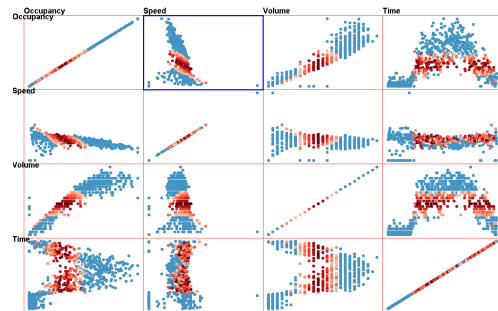 Occupancy Speed Volume Time
Occupancy
Speed
Volume
Time